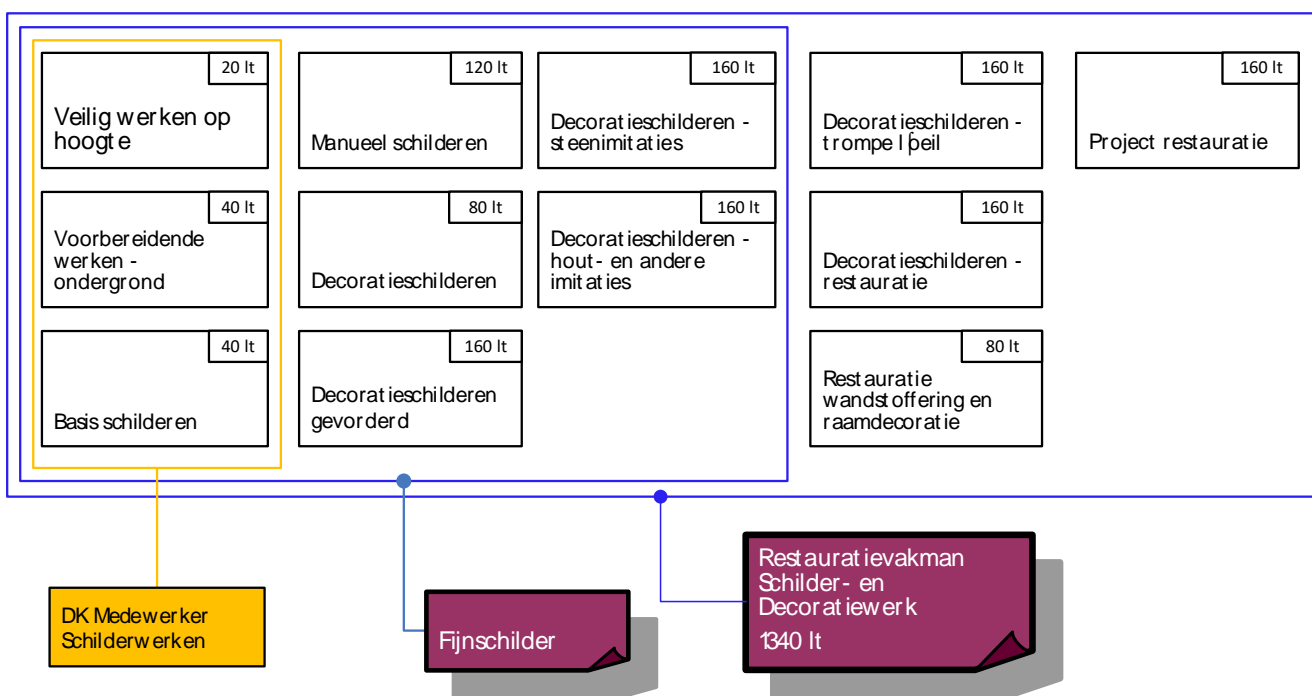 20 lt
Veilig werken op
hoogte
120 lt
Manueel schilderen
160 lt
Decoratieschilderen -
steenimitaties
160 lt
Decoratieschilderen -
trompe l
160 lt
Project restauratie
40 lt
Voorbereidende
werken -
ondergrond
80 lt
Decoratieschilderen
160 lt
Decoratieschilderen -
hout- en andere
imitaties
160 lt
Decoratieschilderen -
restauratie
40 lt
Basis schilderen
160 lt
Decoratieschilderen
gevorderd
80 lt
Restauratie
wandstoffering en
raamdecoratie
DK Medewerker
Schilderwerken
Fijnschilder
Restauratievakman
Schilder- en
Decoratiewerk
1340 lt